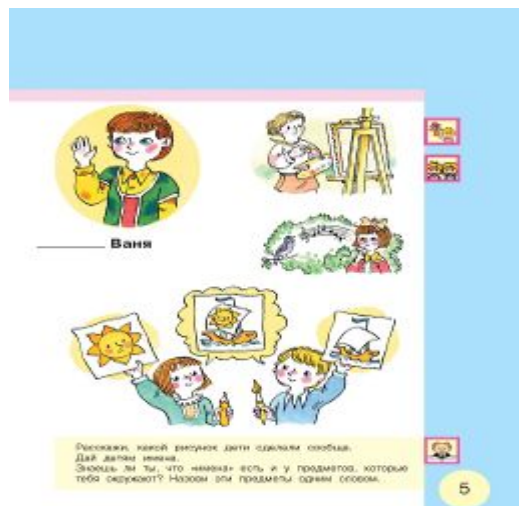 _______ Ваня
Расскажи, какой рисунок дети сделали сообща.
Дай детям имена.
Знаешь ли ты, что «имена» есть и у предметов, которые
тебя окружают? Назови эти предметы одним словом.
5